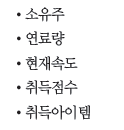 • 소유주
• 연료량
• 현재속도
• 취득점수
• 취득아이템